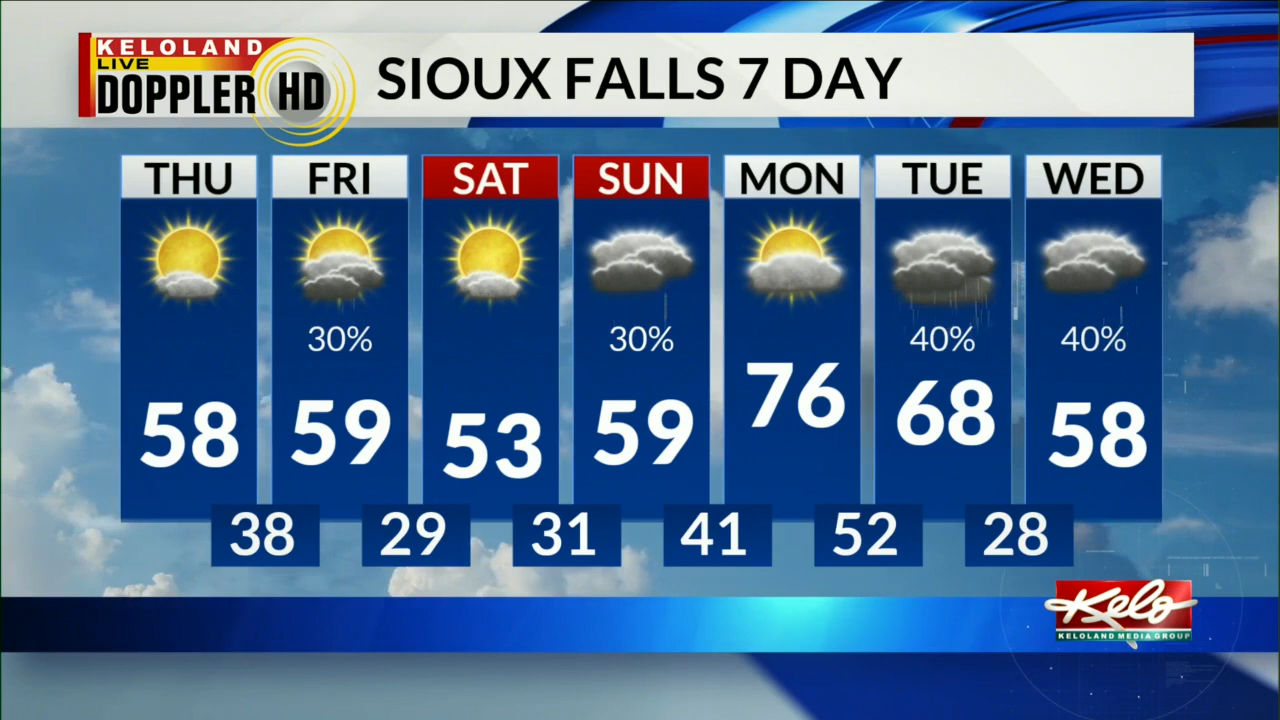 KELOLAND
LIVE
DOPPLER HD
SIOUX FALLS 7 DAY
THU FRI SAT SUN MON TUE WED
30% 30% 40% 40%
58 59 53 59 76 68 58
38 29 31 41 52 28
Kelo
KELOLAND MEDIA GROUP